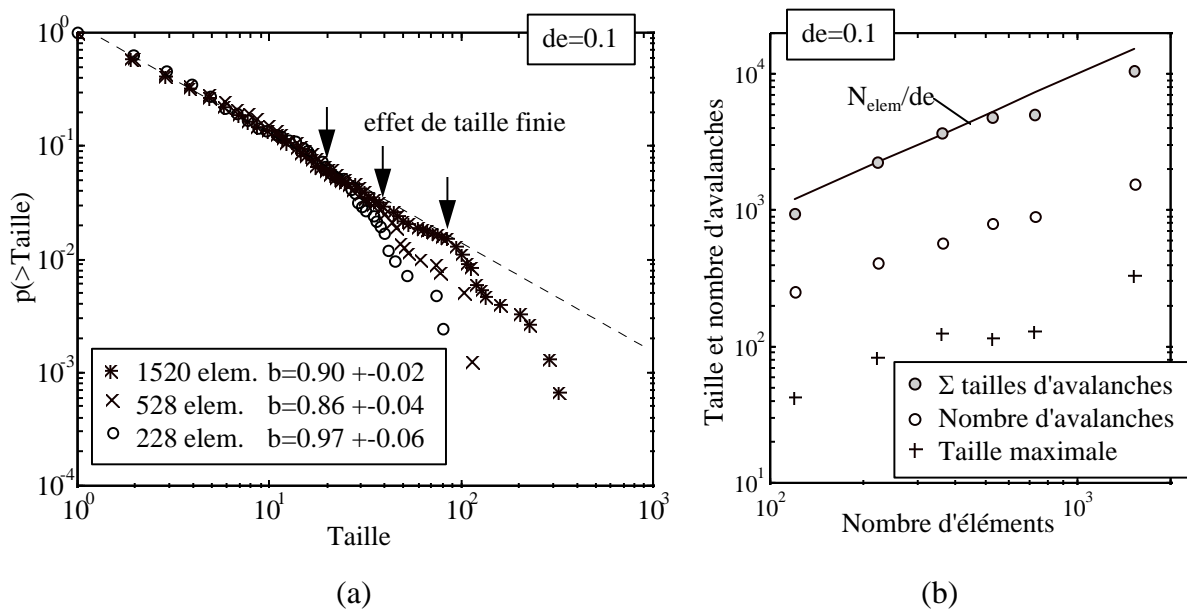 de=0.1
10^0
10^-1
10^-2
10^-3
10^-4
p(>Taille)
effet de taille finie
1520 elem. b=0.90 +-0.02
528 elem. b=0.86 +-0.04
228 elem. b=0.97 +-0.06
10^0
10^1
10^2
10^3
Taille
(a)
de=0.1
10^4
10^3
10^2
10^1
Taille et nombre d'avalanches
N_elem/de
Σ tailles d'avalanches
Nombre d'avalanches
Taille maximale
10^2
10^3
Nombre d'éléments
(b)